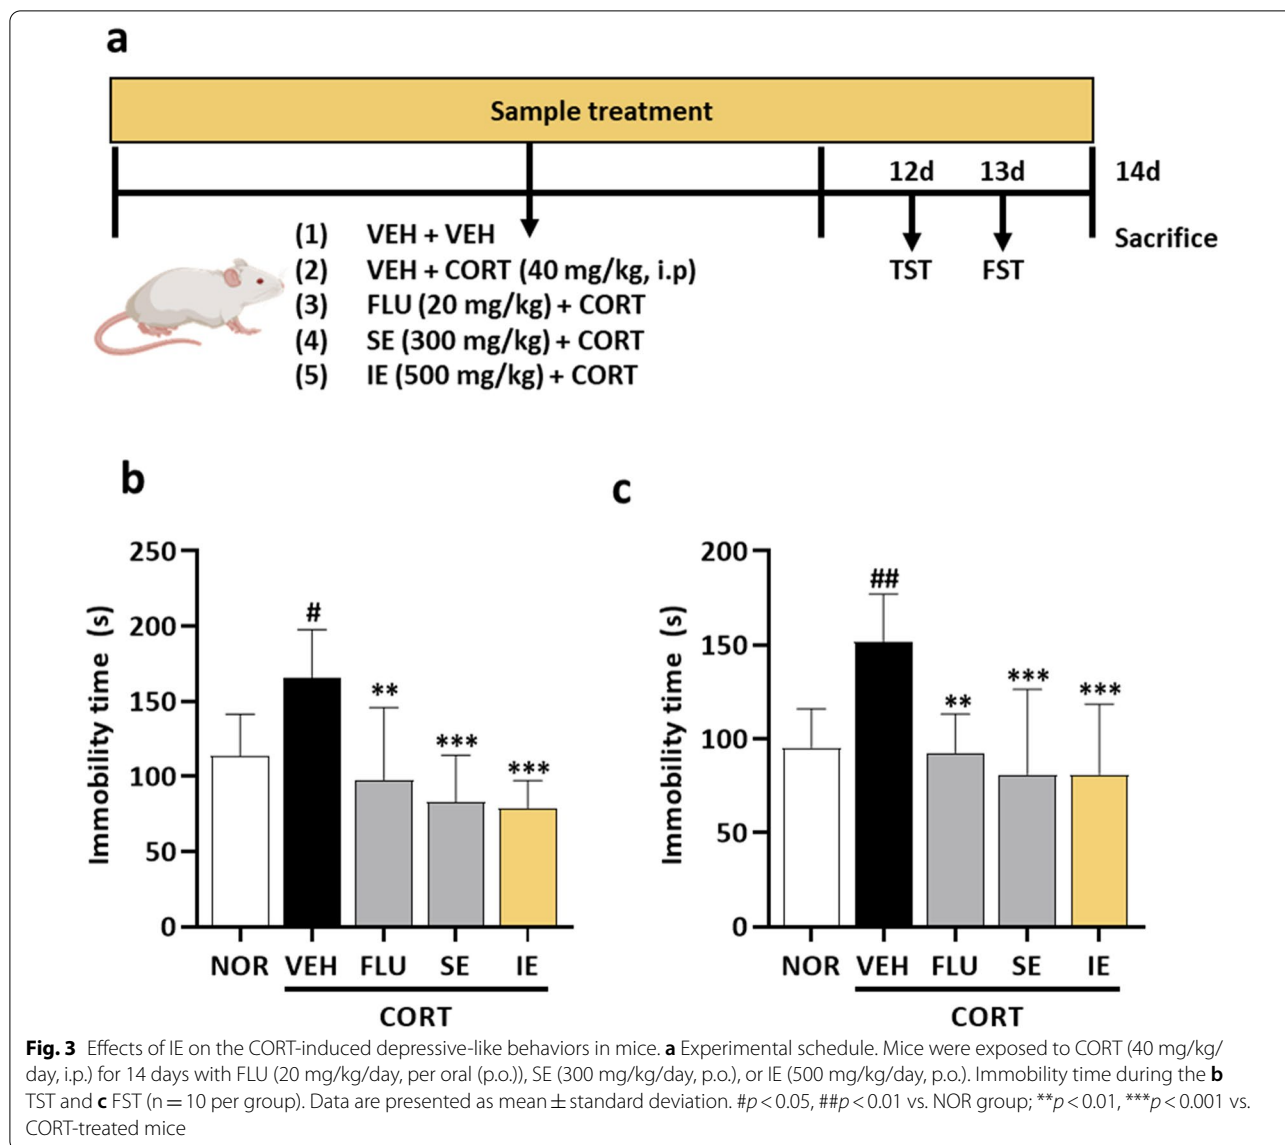 a
Sample treatment
12d 13d 14d
TST FST Sacrifice
(1) VEH + VEH
(2) VEH + CORT (40 mg/kg, i.p)
(3) FLU (20 mg/kg) + CORT
(4) SE (300 mg/kg) + CORT
(5) IE (500 mg/kg) + CORT
b
Immobility time (s)
250
200
150
100
50
0
#
**
***
***
NOR VEH FLU SE IE
CORT
c
Immobility time (s)
200
150
100
50
0
##
**
***
***
NOR VEH FLU SE IE
CORT
Fig. 3 Effects of IE on the CORT-induced depressive-like behaviors in mice. a Experimental schedule. Mice were exposed to CORT (40 mg/kg/
day, i.p.) for 14 days with FLU (20 mg/kg/day, per oral (p.o.)), SE (300 mg/kg/day, p.o.), or IE (500 mg/kg/day, p.o.). Immobility time during the b
TST and c FST (n = 10 per group). Data are presented as mean ± standard deviation. #p < 0.05, ##p < 0.01 vs. NOR group; **p < 0.01, ***p < 0.001 vs.
CORT-treated mice